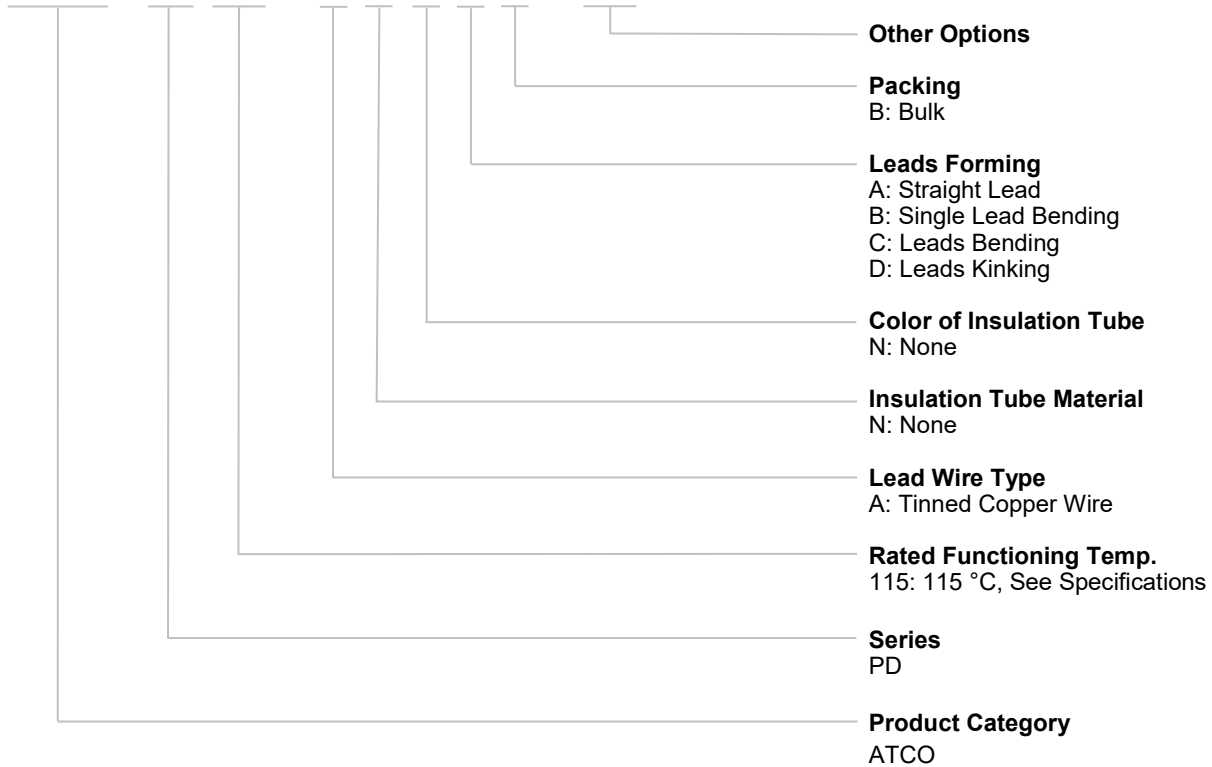 Other Options
Packing
B: Bulk
Leads Forming
A: Straight Lead
B: Single Lead Bending
C: Leads Bending
D: Leads Kinking
Color of Insulation Tube
N: None
Insulation Tube Material
N: None
Lead Wire Type
A: Tinned Copper Wire
Rated Functioning Temp.
115: 115 °C, See Specifications
Series
PD
Product Category
ATCO